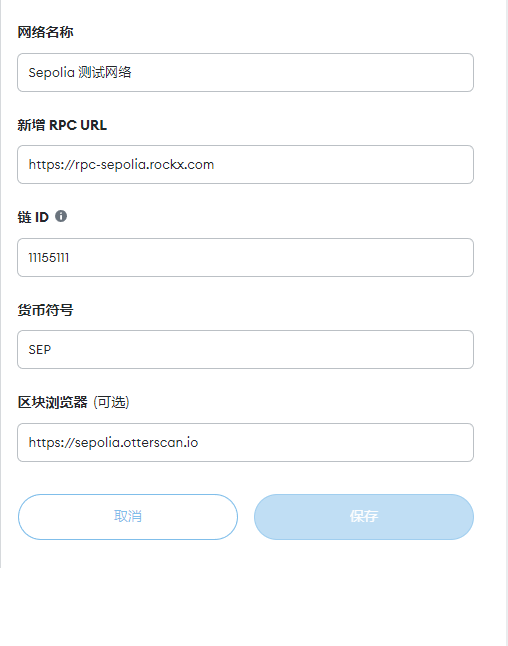 网络名称
Sepolia 测试网络
新增 RPC URL
https://rpc-sepolia.rockx.com
链 ID
11155111
货币符号
SEP
区块浏览器 (可选)
https://sepolia.otterscan.io
取消
保存